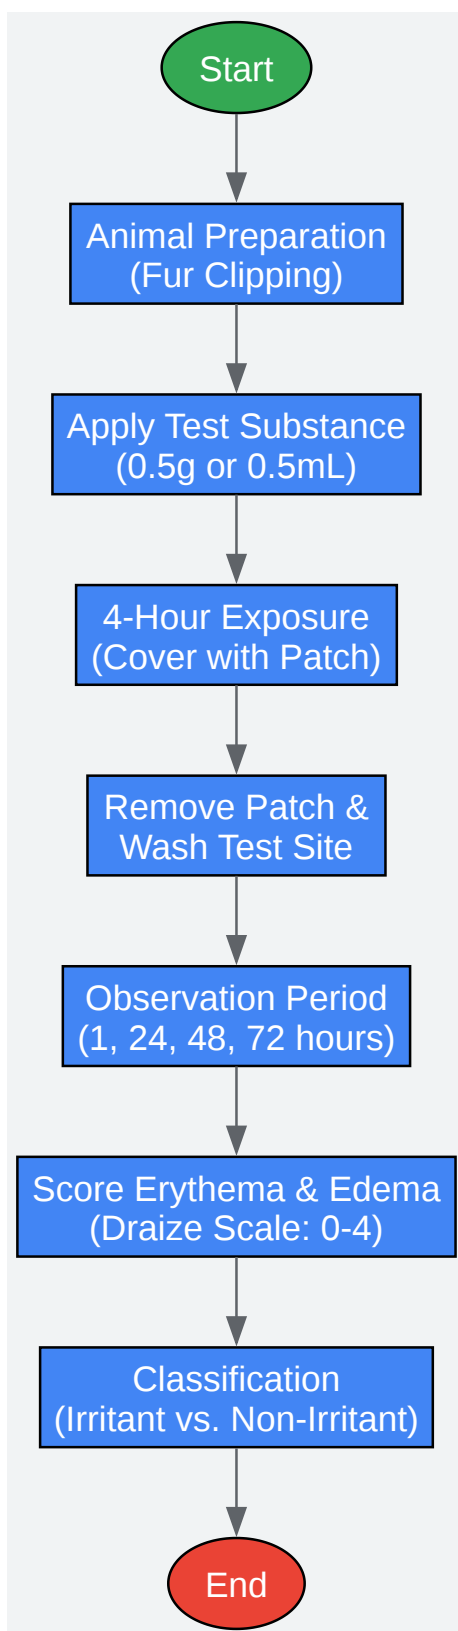 Start
Animal Preparation
(Fur Clipping)
Apply Test Substance
(0.5g or 0.5mL)
4-Hour Exposure
(Cover with Patch)
Remove Patch &
Wash Test Site
Observation Period
(1, 24, 48, 72 hours)
Score Erythema & Edema
(Draize Scale: 0-4)
Classification
(Irritant vs. Non-Irritant)
End